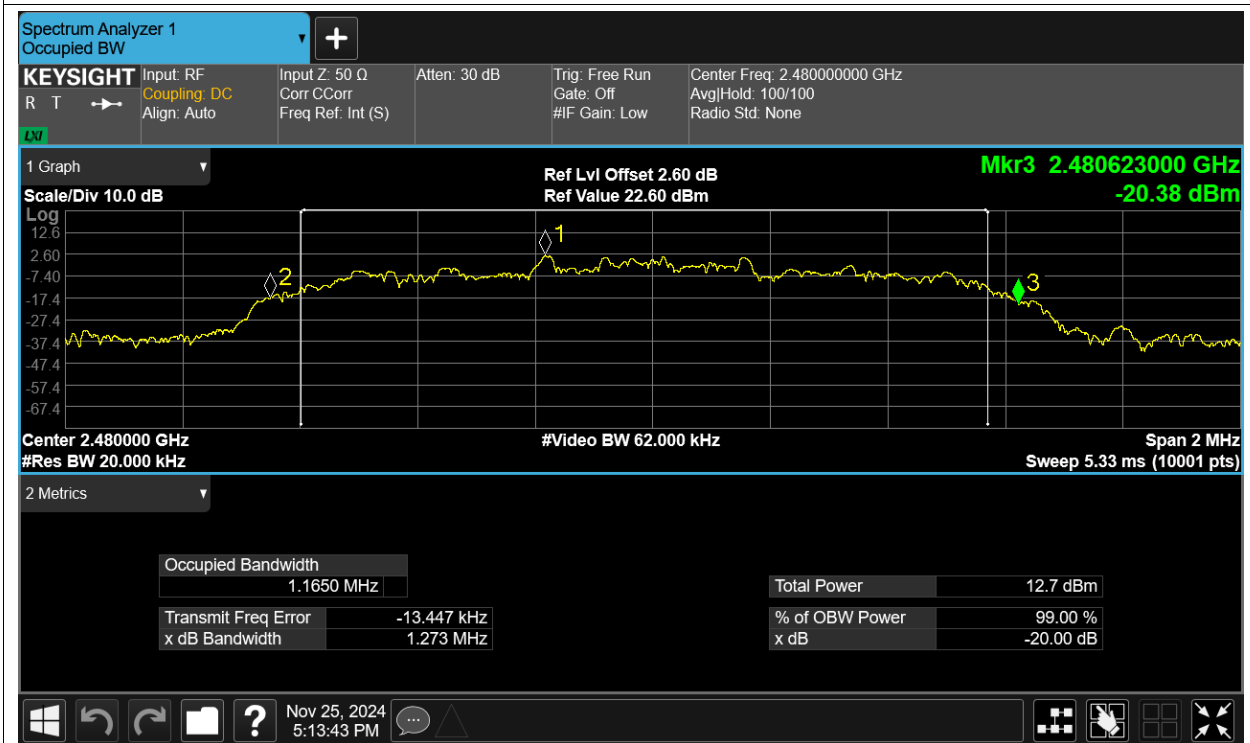 Spectrum Analyzer 1
Occupied BW
KEYSIGHT
R T
LXI
Input: RF
Coupling: DC
Align: Auto
Input Z: 50 Ω
Corr CCorr
Freq Ref: Int (S)
Atten: 30 dB
Trig: Free Run
Gate: Off
#IF Gain: Low
Center Freq: 2.480000000 GHz
Avg|Hold: 100/100
Radio Std: None
1 Graph
Scale/Div 10.0 dB
Ref Lvl Offset 2.60 dB
Ref Value 22.60 dBm
Mkr3 2.480623000 GHz
-20.38 dBm
Log
12.6
2.60
-7.40
-17.4
-27.4
-37.4
-47.4
-57.4
-67.4
1
2
3
Center 2.480000 GHz
#Res BW 20.000 kHz
#Video BW 62.000 kHz
Span 2 MHz
Sweep 5.33 ms (10001 pts)
2 Metrics
Occupied Bandwidth
1.1650 MHz
Transmit Freq Error -13.447 kHz
x dB Bandwidth 1.273 MHz
Total Power 12.7 dBm
% of OBW Power 99.00 %
x dB -20.00 dB
?
Nov 25, 2024
5:13:43 PM